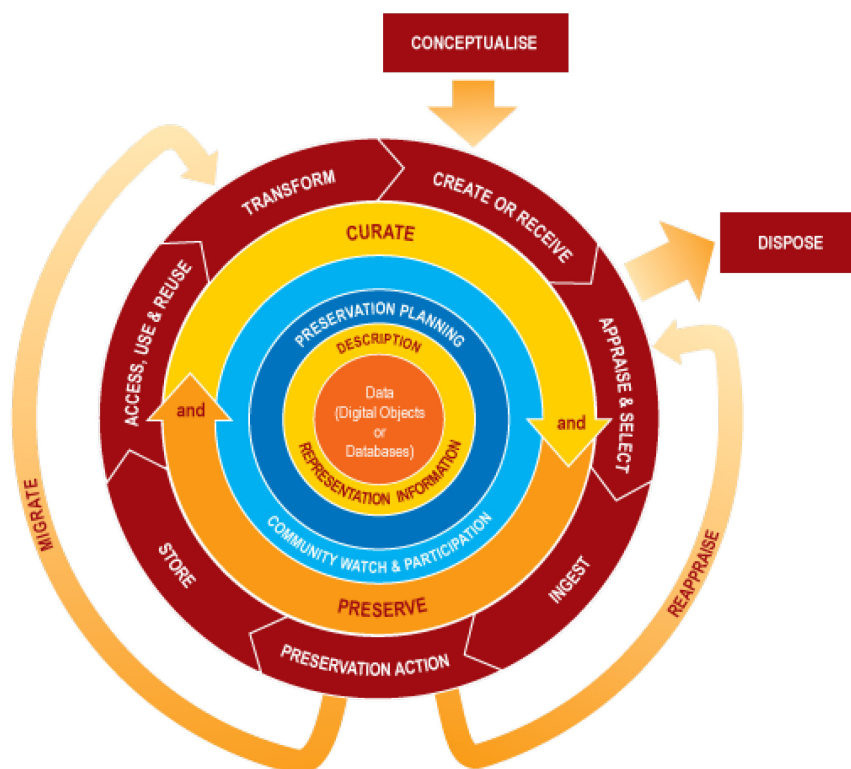 CONCEPTUALISE
CREATE OR RECEIVE
DISPOSE
APPRAISE & SELECT
INGEST
REAPPRAISE
PRESERVATION ACTION
STORE
MIGRATE
ACCESS, USE & REUSE
TRANSFORM
CURATE
and
PRESERVE
and
COMMUNITY WATCH & PARTICIPATION
PRESERVATION PLANNING
DESCRIPTION
REPRESENTATION INFORMATION
Data
(Digital Objects
or
Databases)